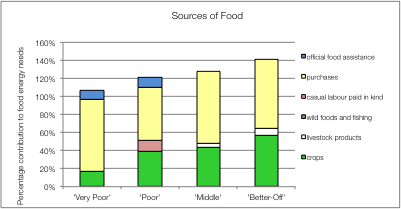 Sources of Food
Percentage contribution to food energy needs
160%
140%
120%
100%
80%
60%
40%
20%
0%
'Very Poor'
'Poor'
'Middle'
'Better-Off'
official food assistance
purchases
casual labour paid in kind
wild foods and fishing
livestock products
crops